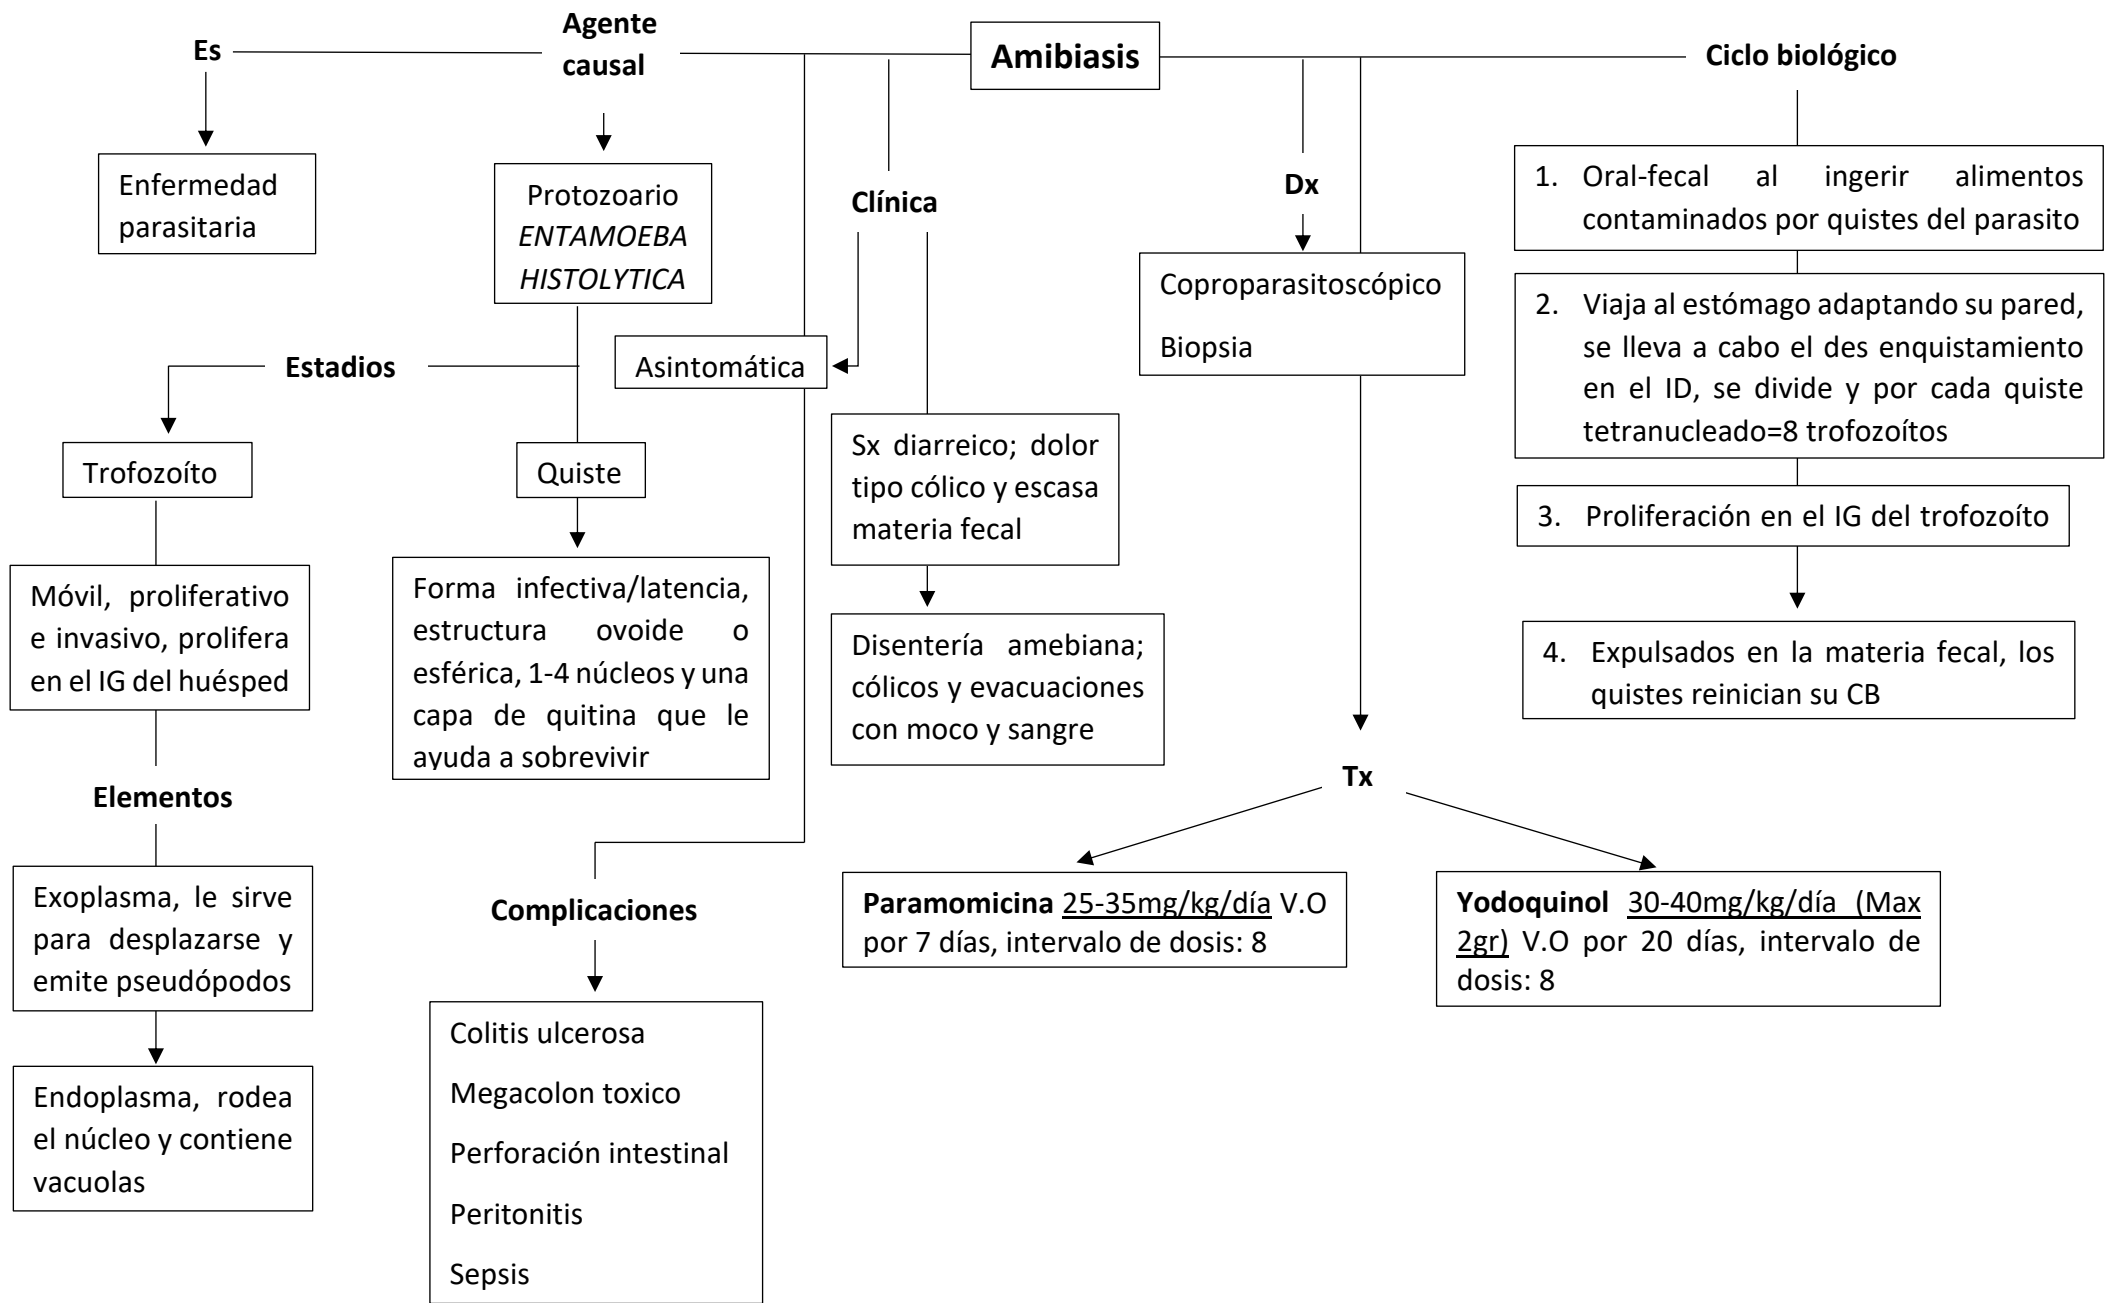 Amibiasis
Es
Enfermedad
parasitaria
Agente
causal
Protozoario
ENTAMOEBA
HISTOLYTICA
Estadios
Trofozoíto
Móvil, proliferativo
e invasivo, prolifera
en el IG del huésped
Elementos
Exoplasma, le sirve
para desplazarse y
emite pseudópodos
Endoplasma, rodea
el núcleo y contiene
vacuolas
Quiste
Forma infectiva/latencia,
estructura ovoide o
esférica, 1-4 núcleos y una
capa de quitina que le
ayuda a sobrevivir
Complicaciones
Colitis ulcerosa
Megacolon toxico
Perforación intestinal
Peritonitis
Sepsis
Clínica
Asintomática
Sx diarreico; dolor
tipo cólico y escasa
materia fecal
Disentería amebiana;
cólicos y evacuaciones
con moco y sangre
Dx
Coproparasitoscópico
Biopsia
Tx
Paramomicina 25-35mg/kg/día V.O
por 7 días, intervalo de dosis: 8
Yodoquinol 30-40mg/kg/día (Max
2gr) V.O por 20 días, intervalo de
dosis: 8
Ciclo biológico
1. Oral-fecal al ingerir alimentos
contaminados por quistes del parasito
2. Viaja al estómago adaptando su pared,
se lleva a cabo el des enquistamiento
en el ID, se divide y por cada quiste
tetranucleado=8 trofozoítos
3. Proliferación en el IG del trofozoíto
4. Expulsados en la materia fecal, los
quistes reinician su CB